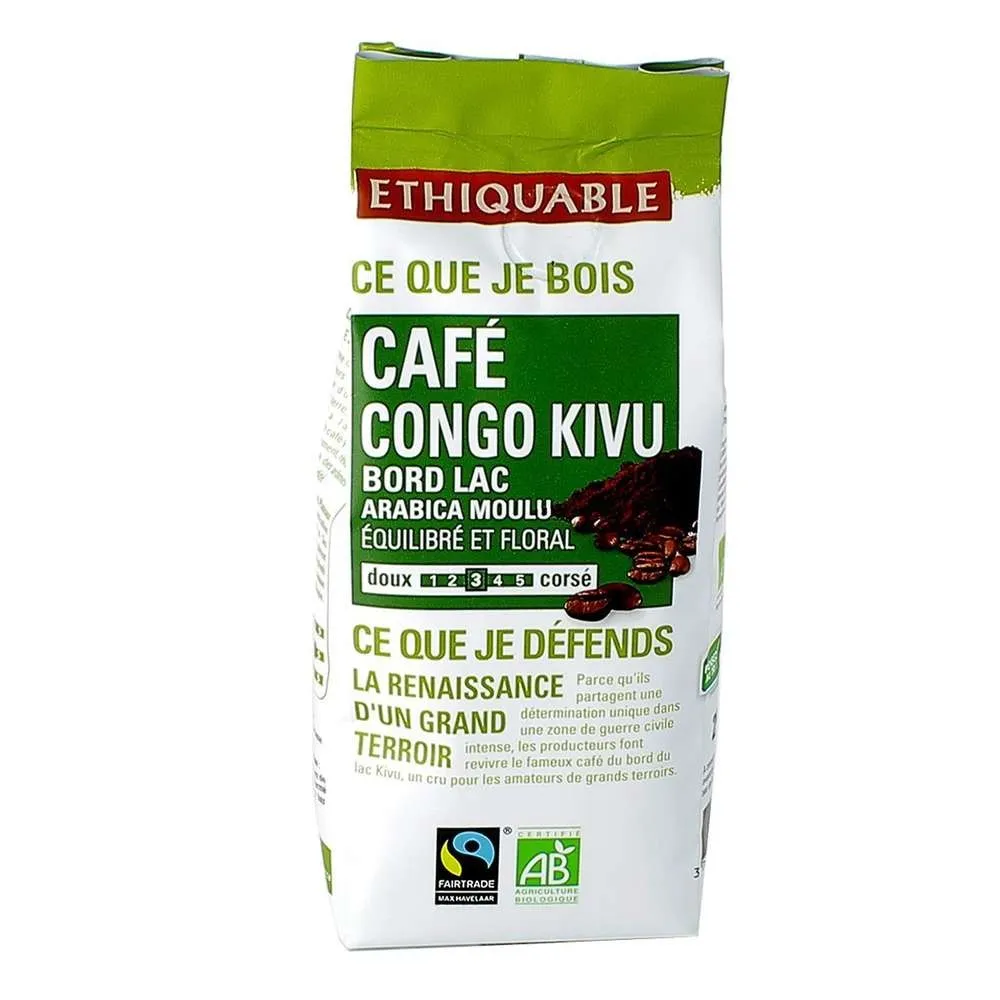 ETHIQUABLE
CE QUE JE BOIS
CAFÉ
CONGO KIVU
BORD LAC
ARABICA MOULU
ÉQUILIBRÉ ET FLORAL
doux 1 2 3 4 5 corsé
CE QUE JE DÉFENDS
LA RENAISSANCE
D'UN GRAND
TERROIR
Parce qu'ils
partagent une
détermination unique dans
une zone de guerre civile
intense, les producteurs font
revivre le fameux café du bord du
lac Kivu, un cru pour les amateurs de grands terroirs.
FAIRTRADE
MAX HAVELAAR
®
CERTIFIÉ
AB
AGRICULTURE
BIOLOGIQUE